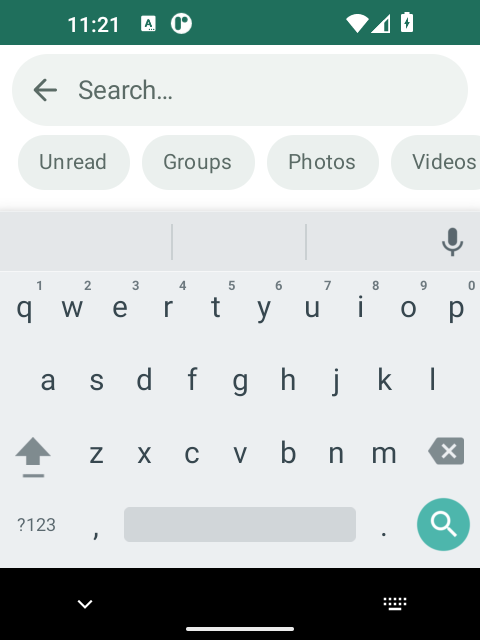 11:21
Search...
Unread Groups Photos Videos
1 2 3 4 5 6 7 8 9 0
q w e r t y u i o p
a s d f g h j k l
z x c v b n m
?123 , .